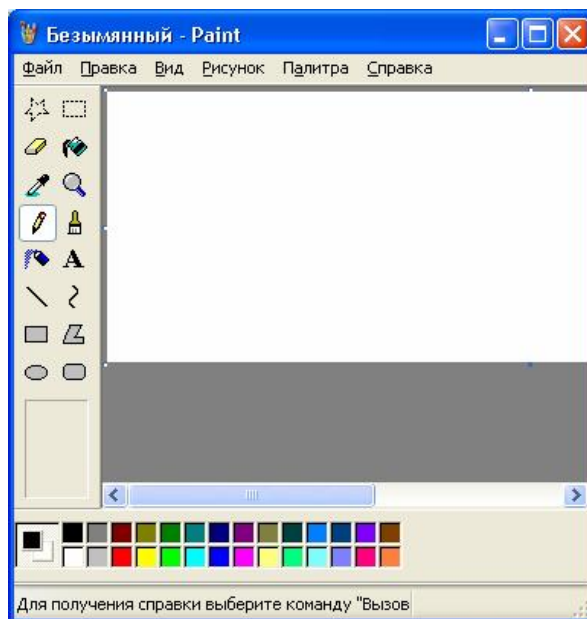 Безымянный - Paint
Файл Правка Вид Рисунок Палитра Справка
A
Для получения справки выберите команду "Вызов